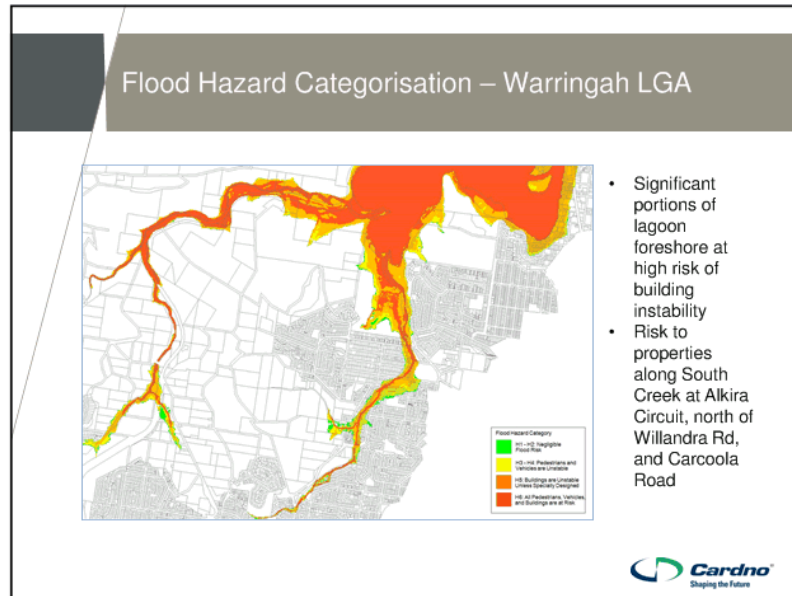 Flood Hazard Categorisation – Warringah LGA
• Significant
portions of
lagoon
foreshore at
high risk of
building
instability
• Risk to
properties
along South
Creek at Alkira
Circuit, north of
Willandra Rd,
and Carcoola
Road
Flood Hazard Category
H1 - H2: Negligible
Flood Risk
H3 - H4: Pedestrians and
Vehicles are Unstable
H5: Buildings are Unstable
Unless Specially Designed
H6: All Pedestrians, Vehicles,
and Buildings are at Risk
Cardno®
Shaping the Future